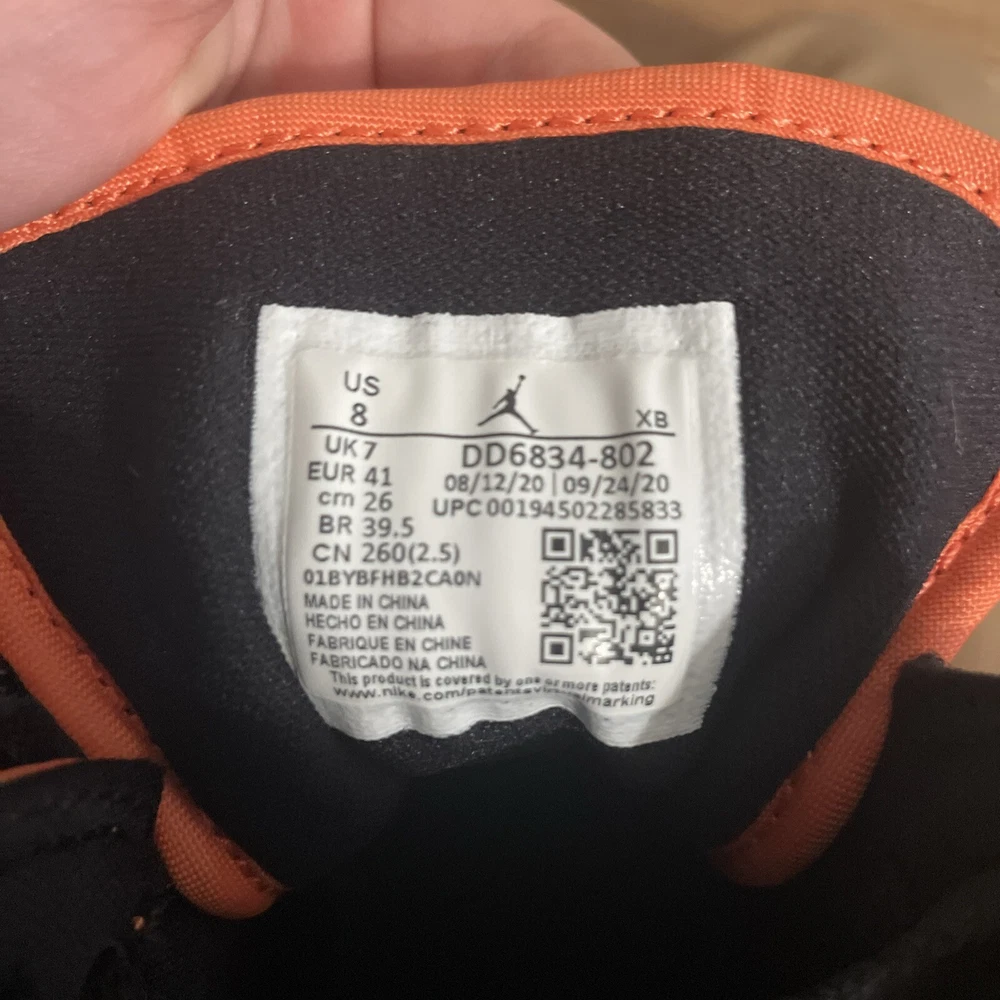 US
8
XB
UK 7
DD6834-802
EUR 41
08/12/20 | 09/24/20
cm 26
UPC 00194502285833
BR 39.5
CN 260(2.5)
01BYBFHB2CA0N
MADE IN CHINA
HECHO EN CHINA
FABRIQUE EN CHINE
FABRICADO NA CHINA
This product is covered by one or more patents: